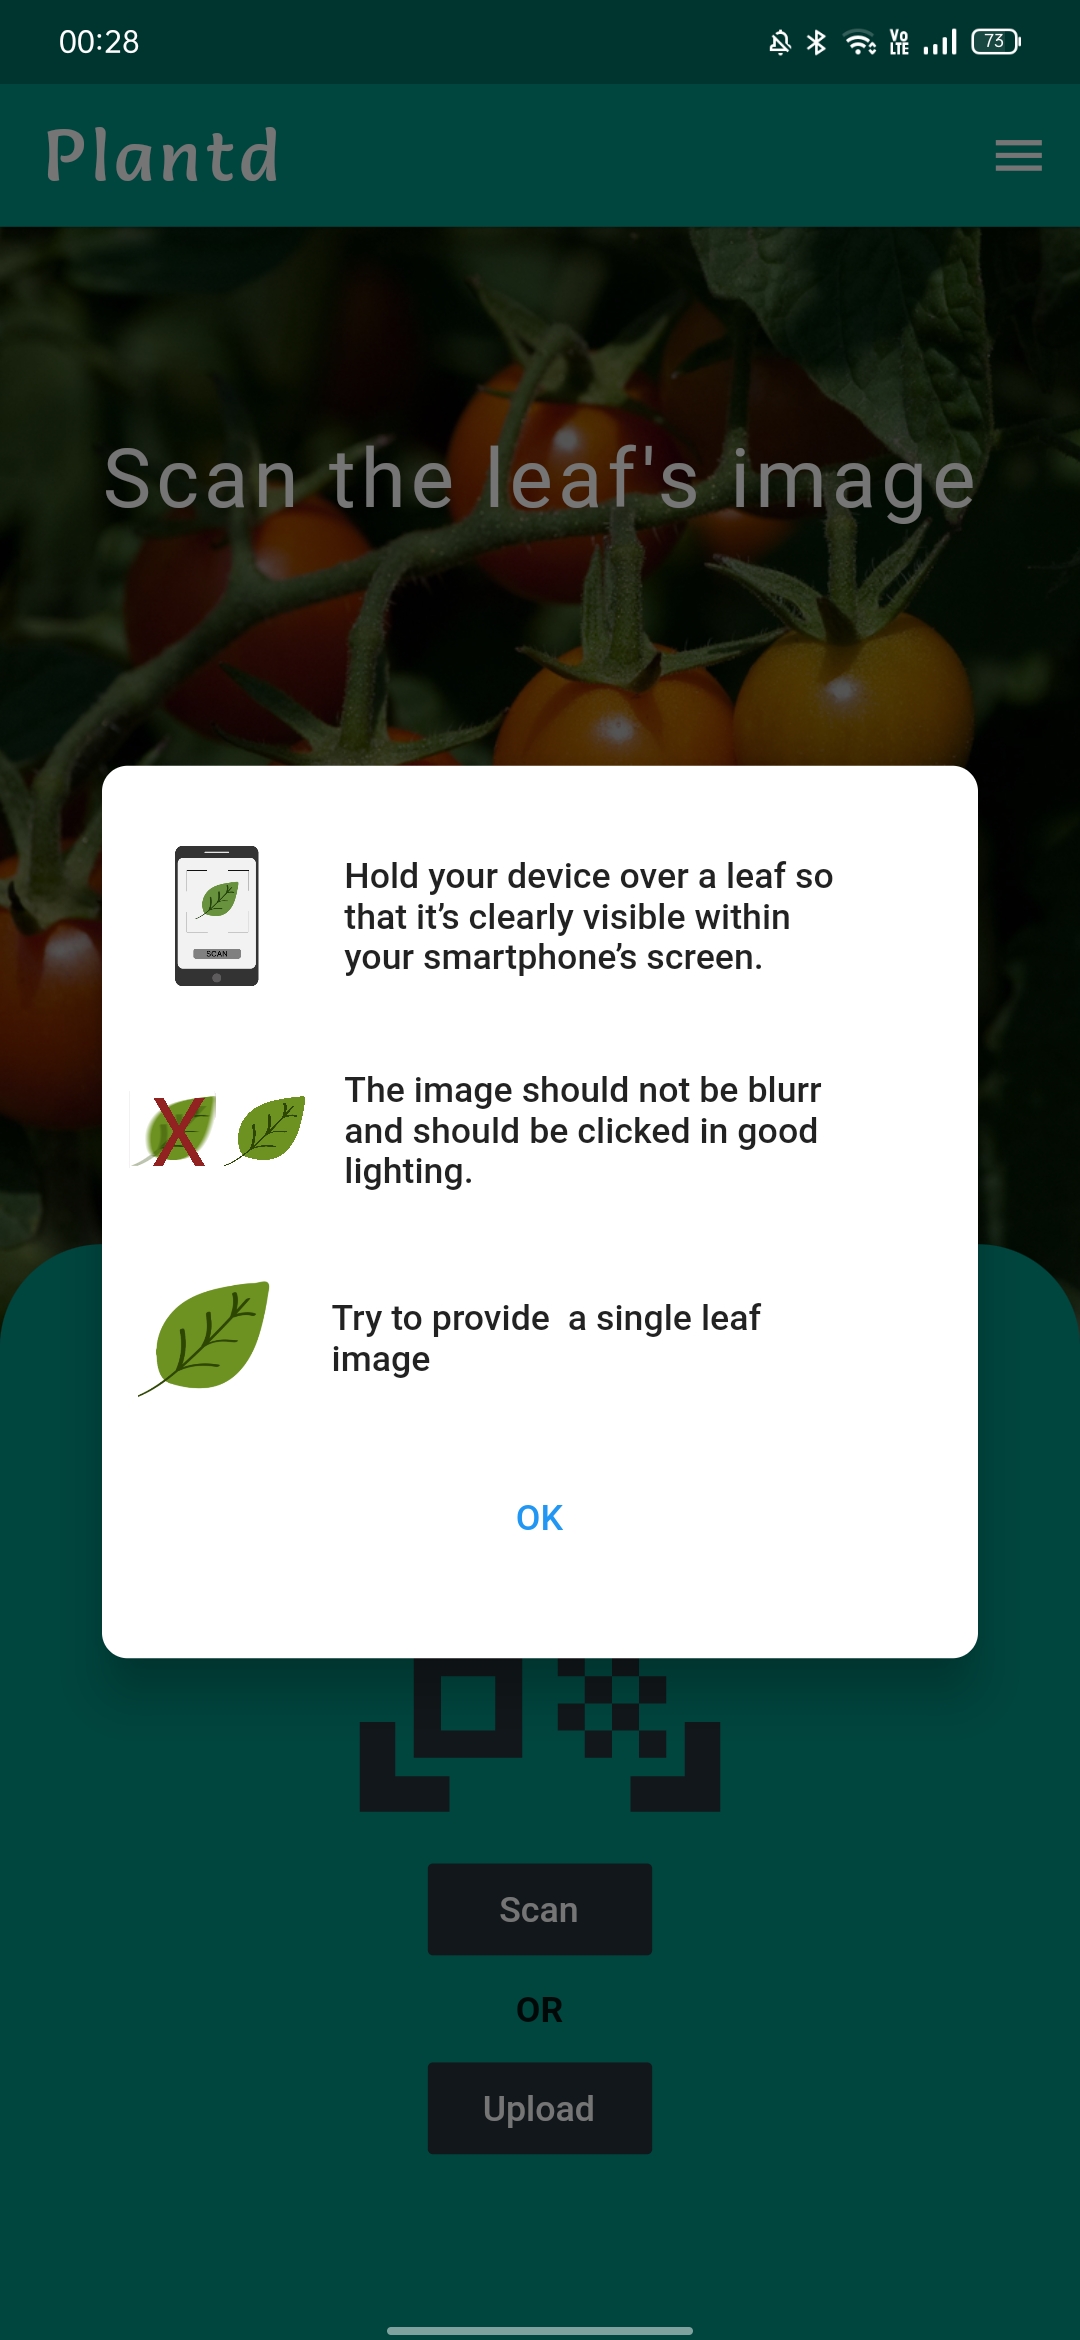 00:28
Vo
LTE
73
Plantd
Scan the leaf's image
SCAN
Hold your device over a leaf so
that it’s clearly visible within
your smartphone’s screen.
X
The image should not be blurr
and should be clicked in good
lighting.
Try to provide  a single leaf
image
OK
Scan
OR
Upload